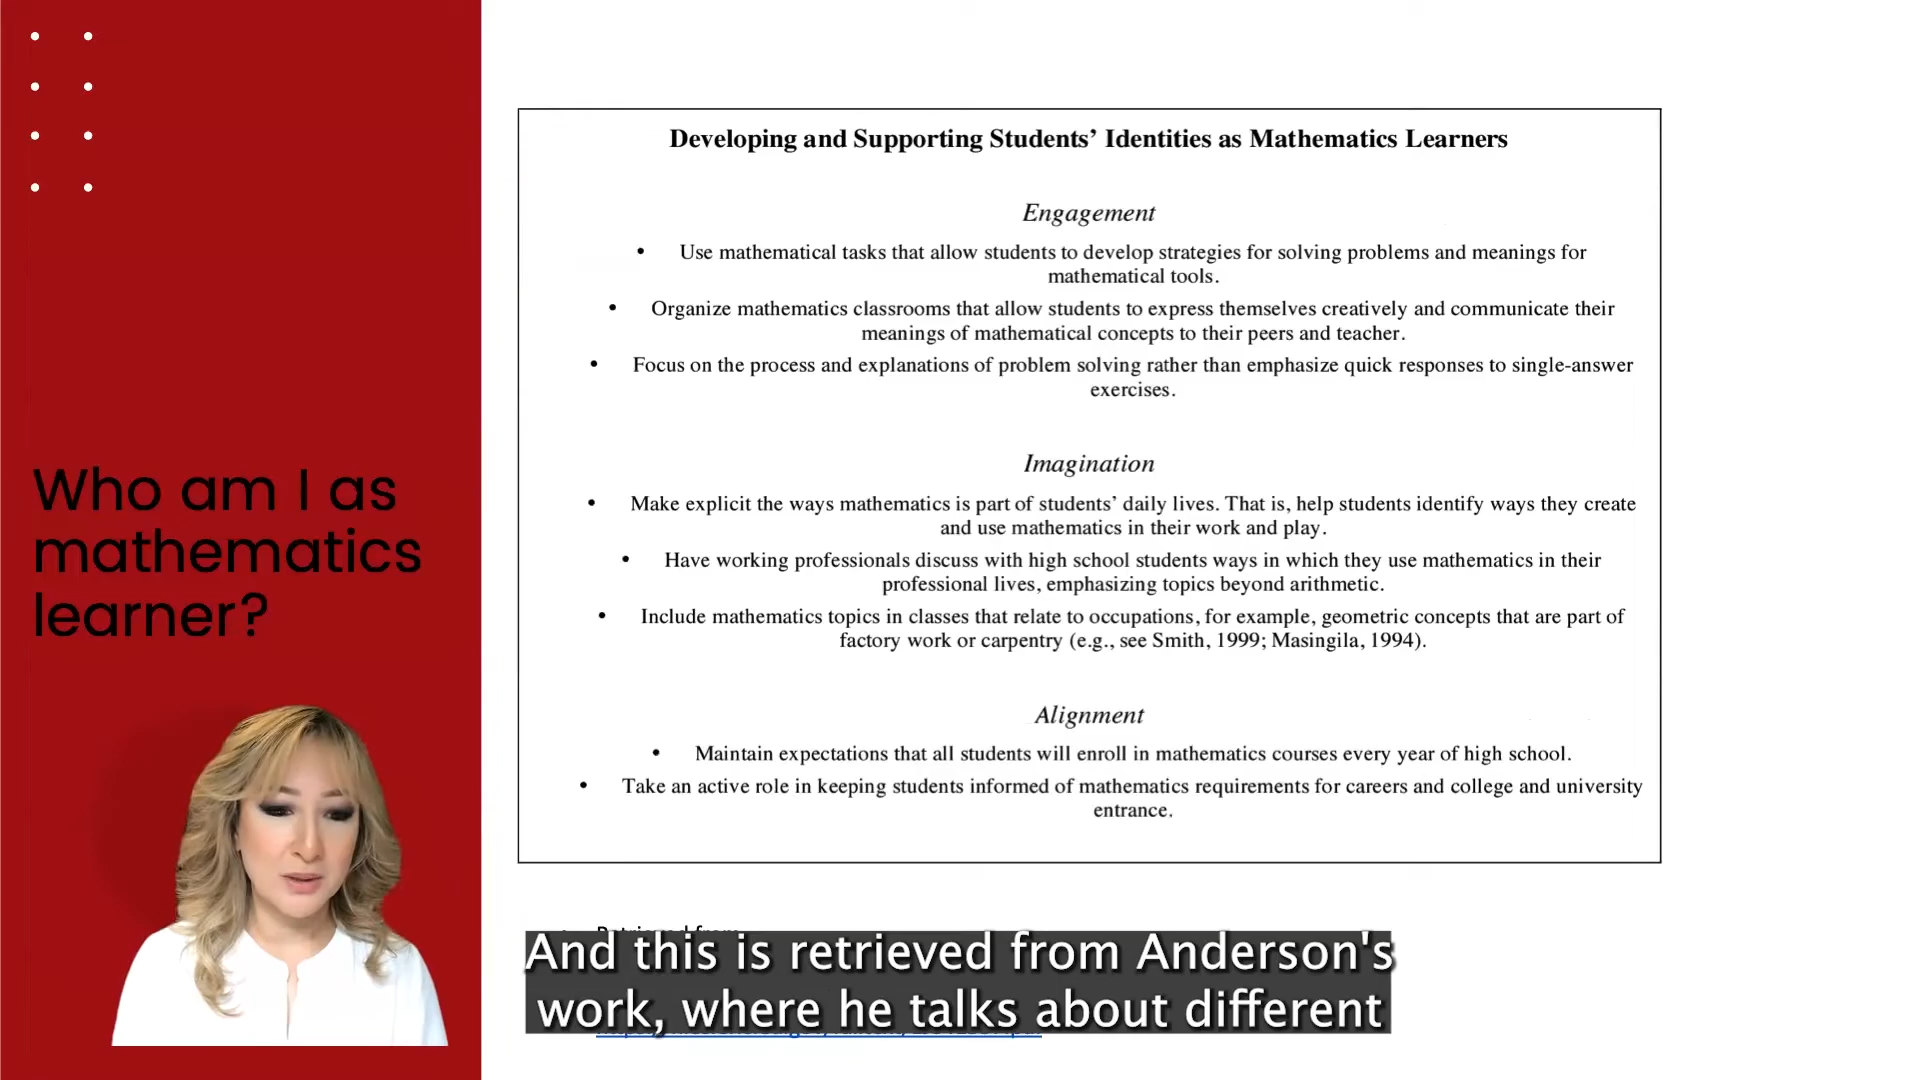 Who am I as
mathematics
learner?
Developing and Supporting Students’ Identities as Mathematics Learners
Engagement
• Use mathematical tasks that allow students to develop strategies for solving problems and meanings for
mathematical tools.
• Organize mathematics classrooms that allow students to express themselves creatively and communicate their
meanings of mathematical concepts to their peers and teacher.
• Focus on the process and explanations of problem solving rather than emphasize quick responses to single-answer
exercises.
Imagination
• Make explicit the ways mathematics is part of students’ daily lives. That is, help students identify ways they create
and use mathematics in their work and play.
• Have working professionals discuss with high school students ways in which they use mathematics in their
professional lives, emphasizing topics beyond arithmetic.
• Include mathematics topics in classes that relate to occupations, for example, geometric concepts that are part of
factory work or carpentry (e.g., see Smith, 1999; Masingila, 1994).
Alignment
• Maintain expectations that all students will enroll in mathematics courses every year of high school.
• Take an active role in keeping students informed of mathematics requirements for careers and college and university
entrance.
And this is retrieved from Anderson's
work, where he talks about different